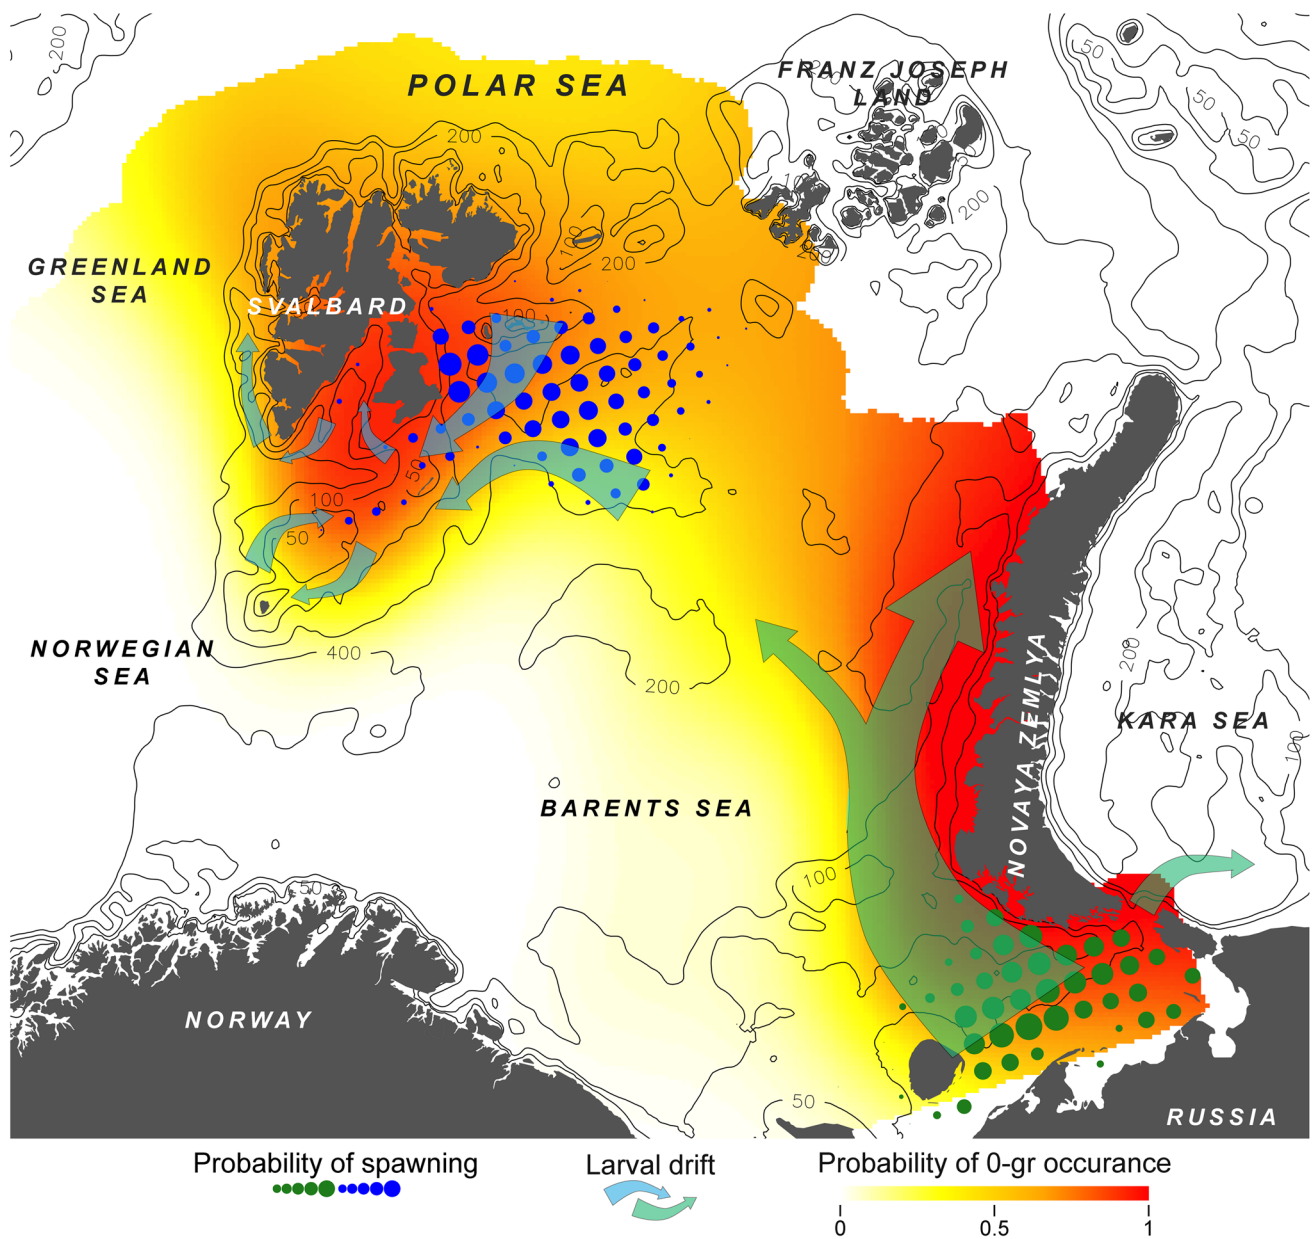 200
POLAR SEA
FRANZ JOSEPH
LAND
50
50
50
200
200
200
100
GREENLAND
SEA
SVALBARD
100
50
100
50
NORWEGIAN
SEA
400
200
200
KARA SEA
100
NOVAYA ZEMLYA
BARENTS SEA
100
50
NORWAY
50
RUSSIA
Probability of spawning
Larval drift
Probability of 0-gr occurance
0
0.5
1